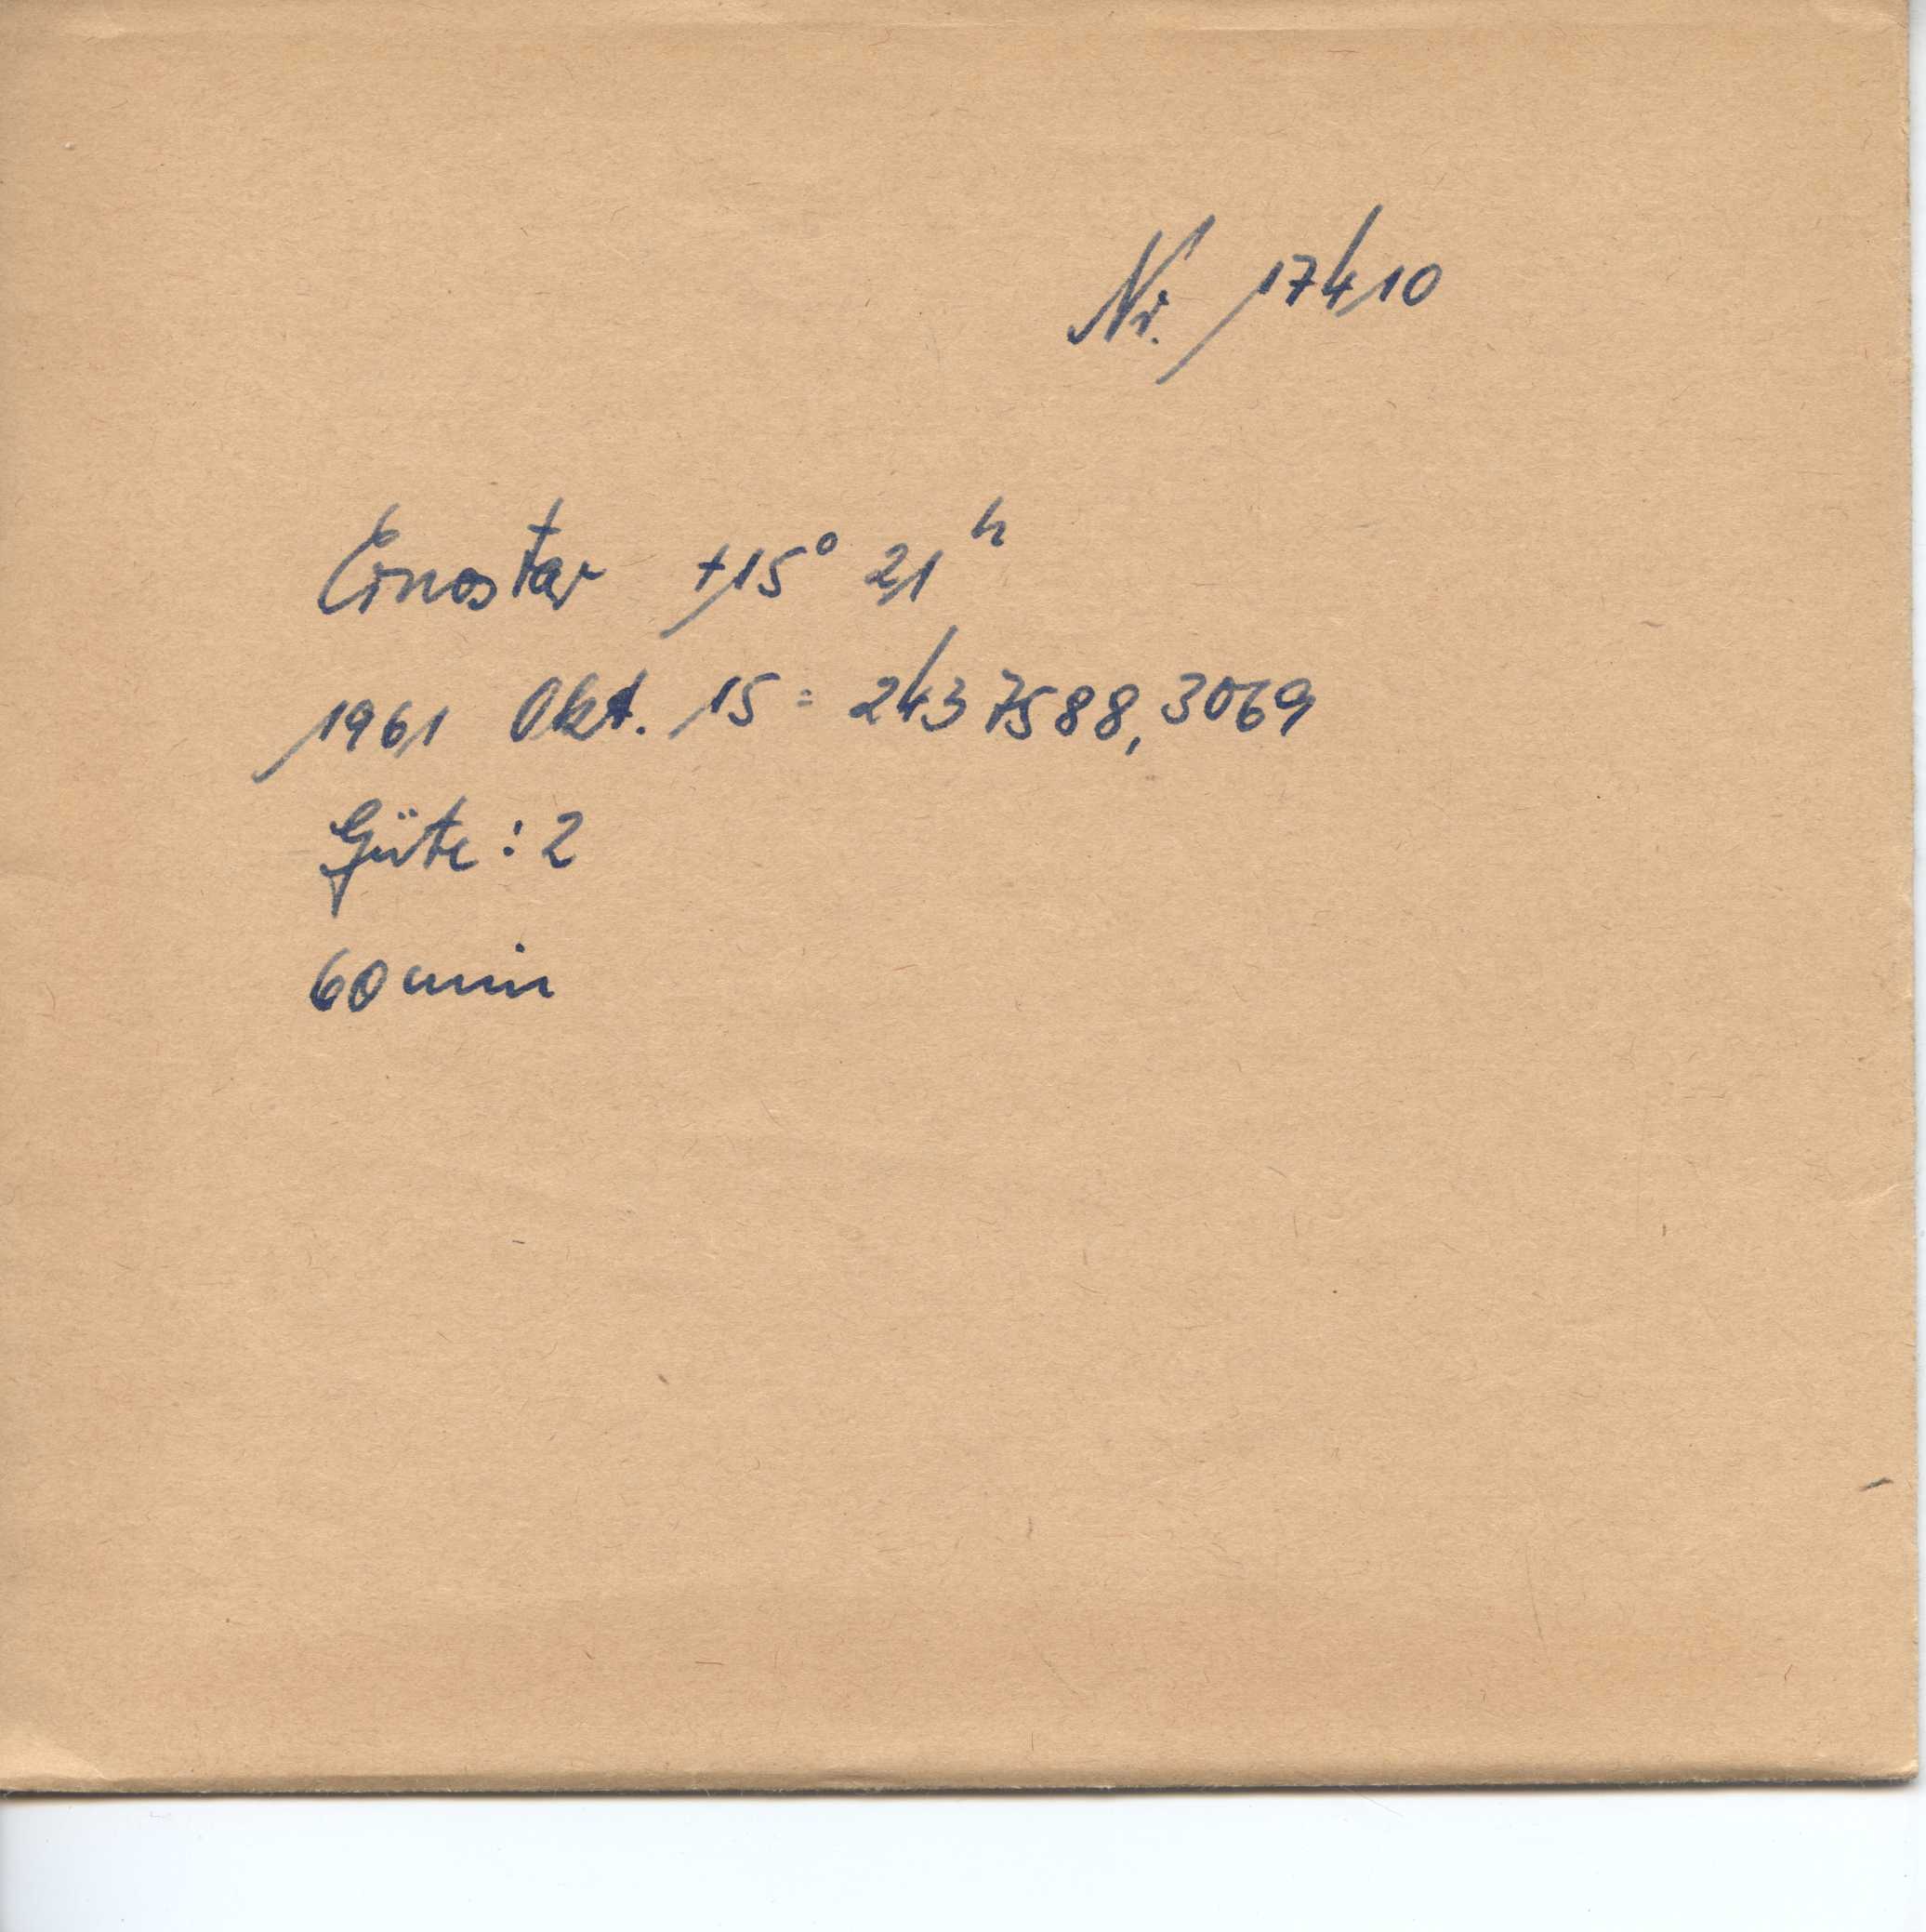 Nr. 17410
Ernostar +15° 21h
1961 Okt. 15 = 2437588,3069
Güte: 2
60 min